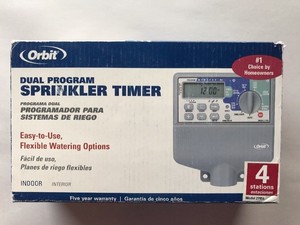 Orbit
DUAL PROGRAM
SPRINKLER TIMER
PROGRAMA DUAL
PROGRAMADOR PARA
SISTEMAS DE RIEGO
Easy-to-Use,
Flexible Watering Options
Fácil de uso,
Planes de riego flexibles
INDOOR INTERIOR
Five year warranty / Garantía de cinco años
#1
Choice by
Homeowners
12:00
Orbit
4
stations
estaciones